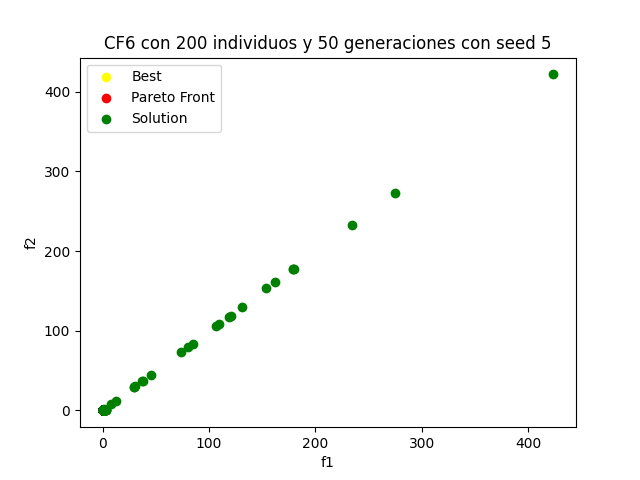 CF6 con 200 individuos y 50 generaciones con seed 5
Best
Pareto Front
Solution
400
300
200
100
0
f2
0 100 200 300 400
f1